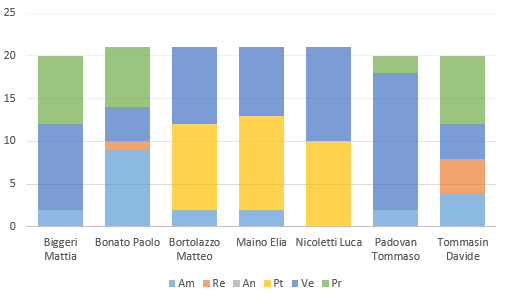 25
20
15
10
5
0
Biggeri Mattia
Bonato Paolo
Bortolazzo Matteo
Maino Elia
Nicoletti Luca
Padovan Tommaso
Tommasin Davide
Am Re An Pt Ve Pr